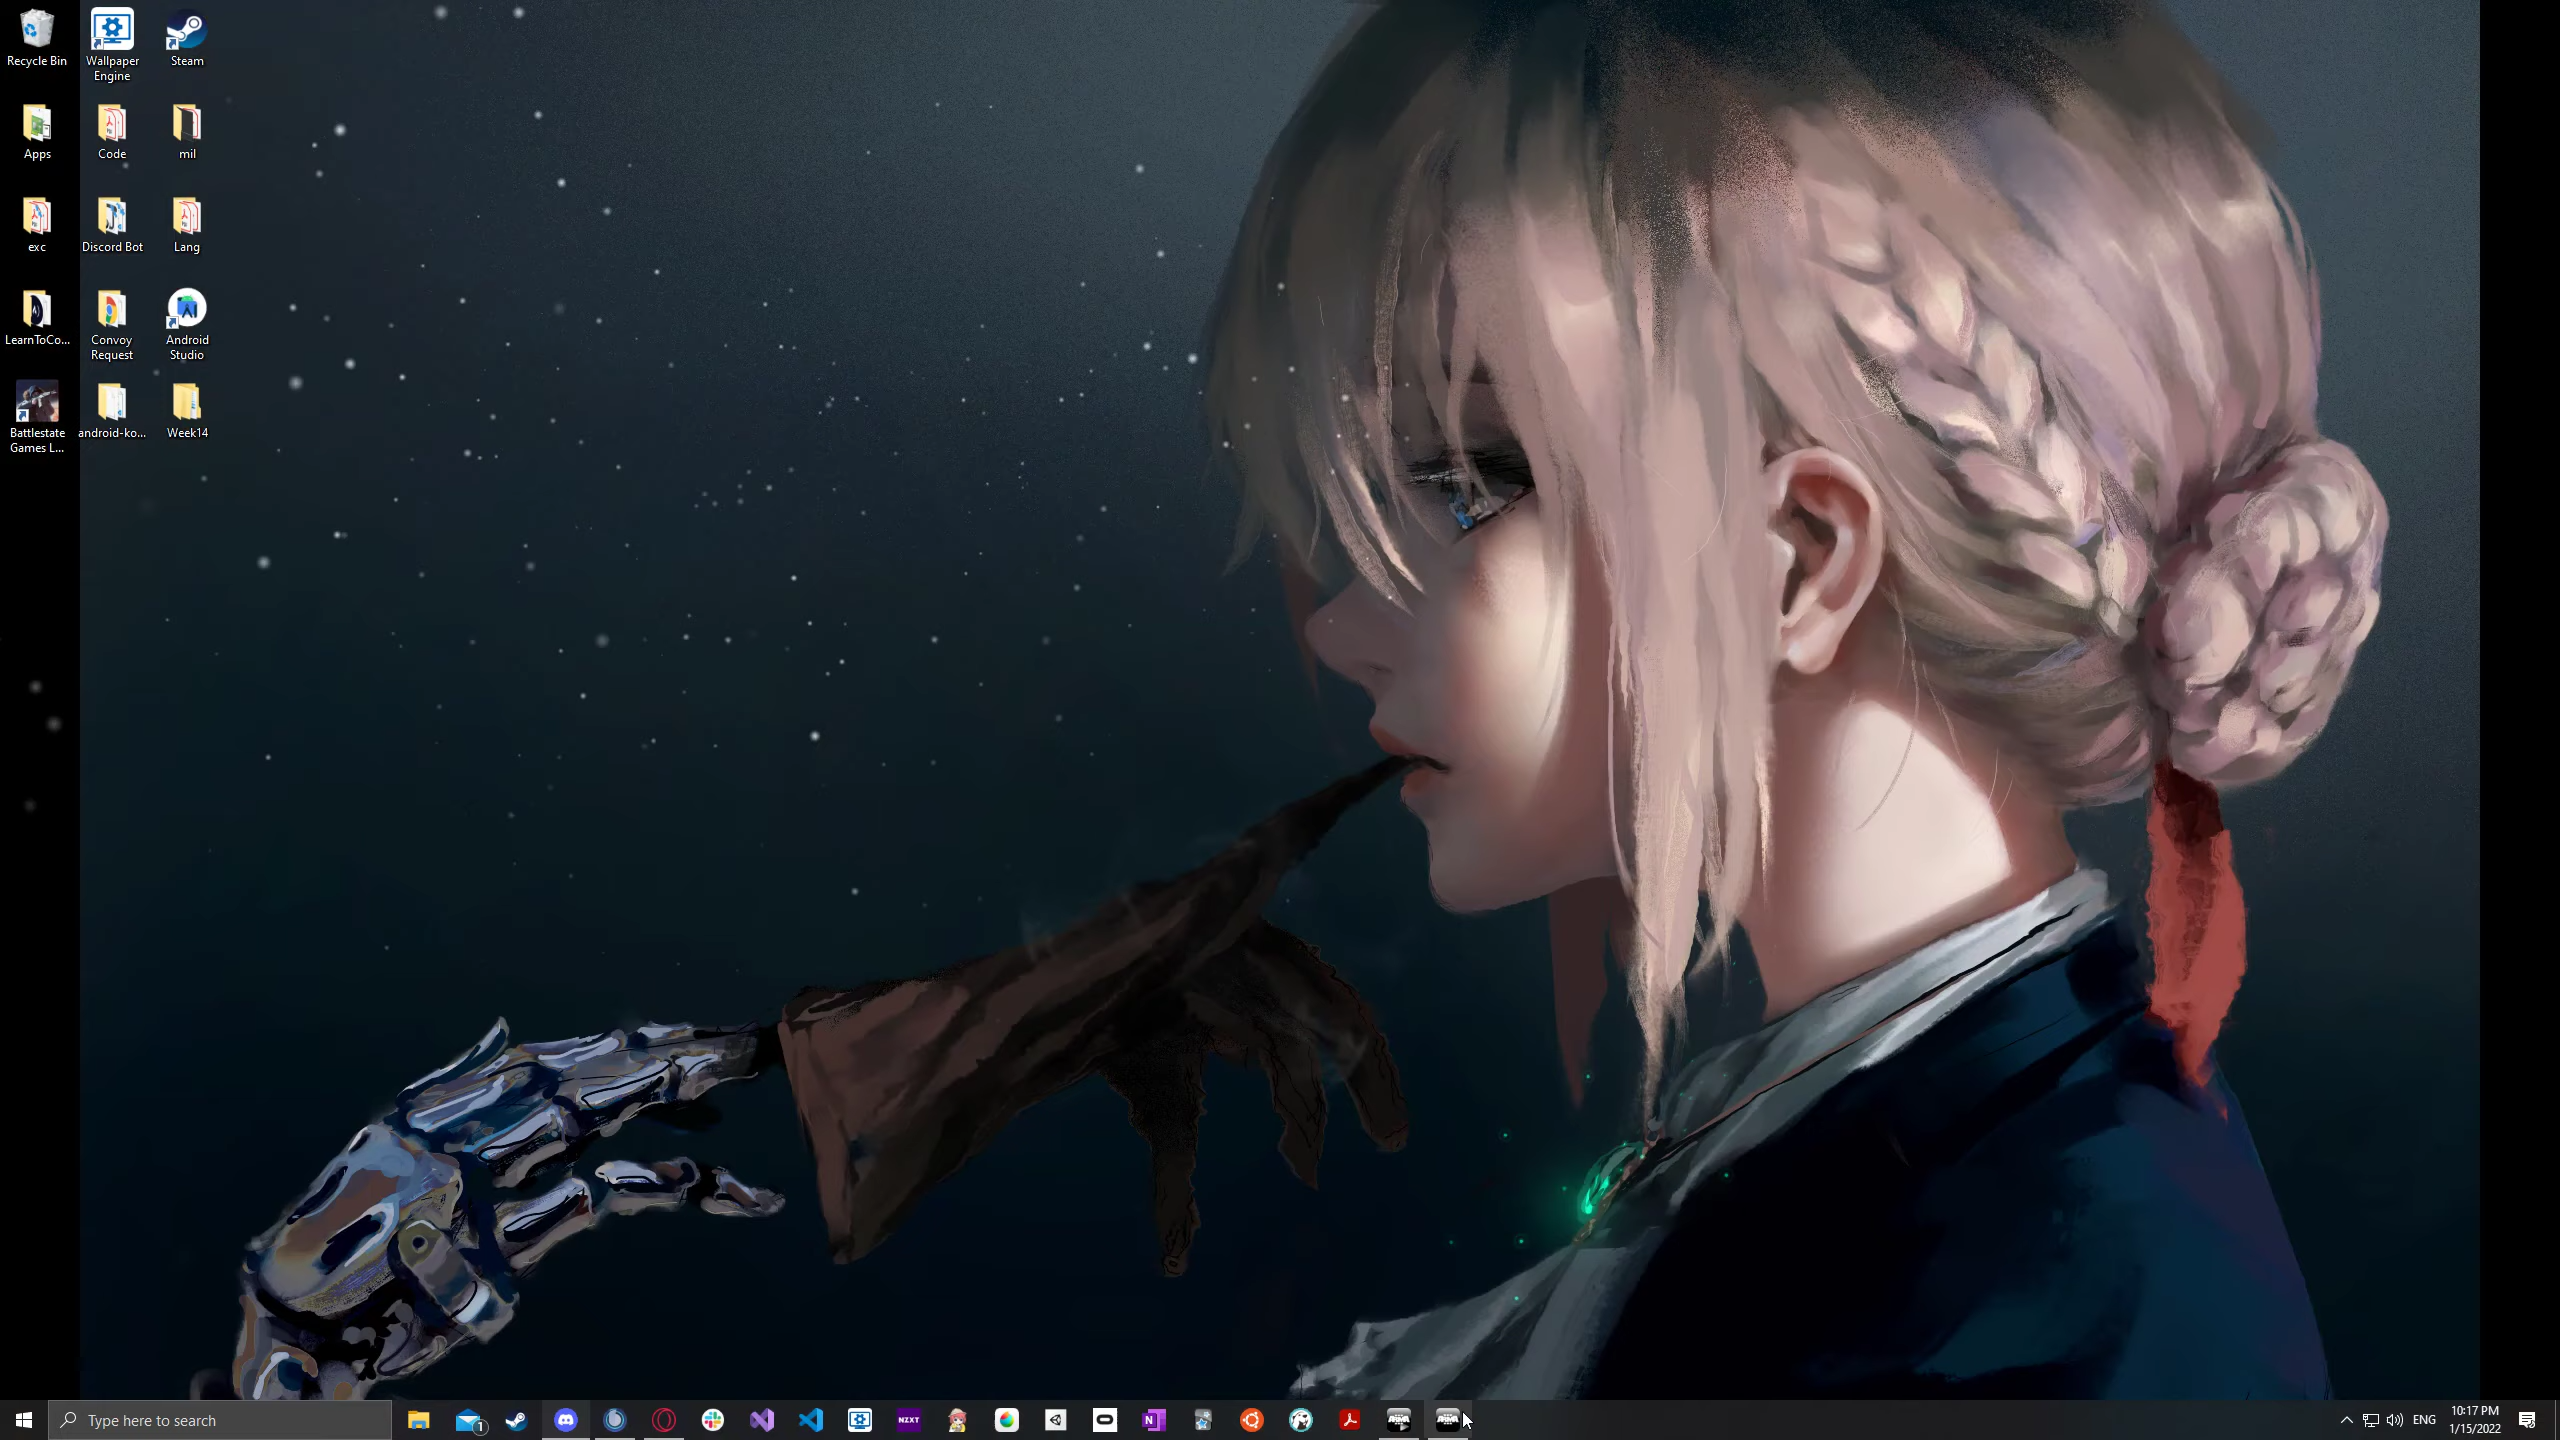 Recycle Bin
Wallpaper
Engine
Steam
Apps
Code
mil
exc
Discord Bot
Lang
LearnToCo...
Convoy
Request
Android
Studio
Battlestate
Games L...
android-ko...
Week14
Type here to search
1
NZXT
N
ENG
10:17 PM
1/15/2022